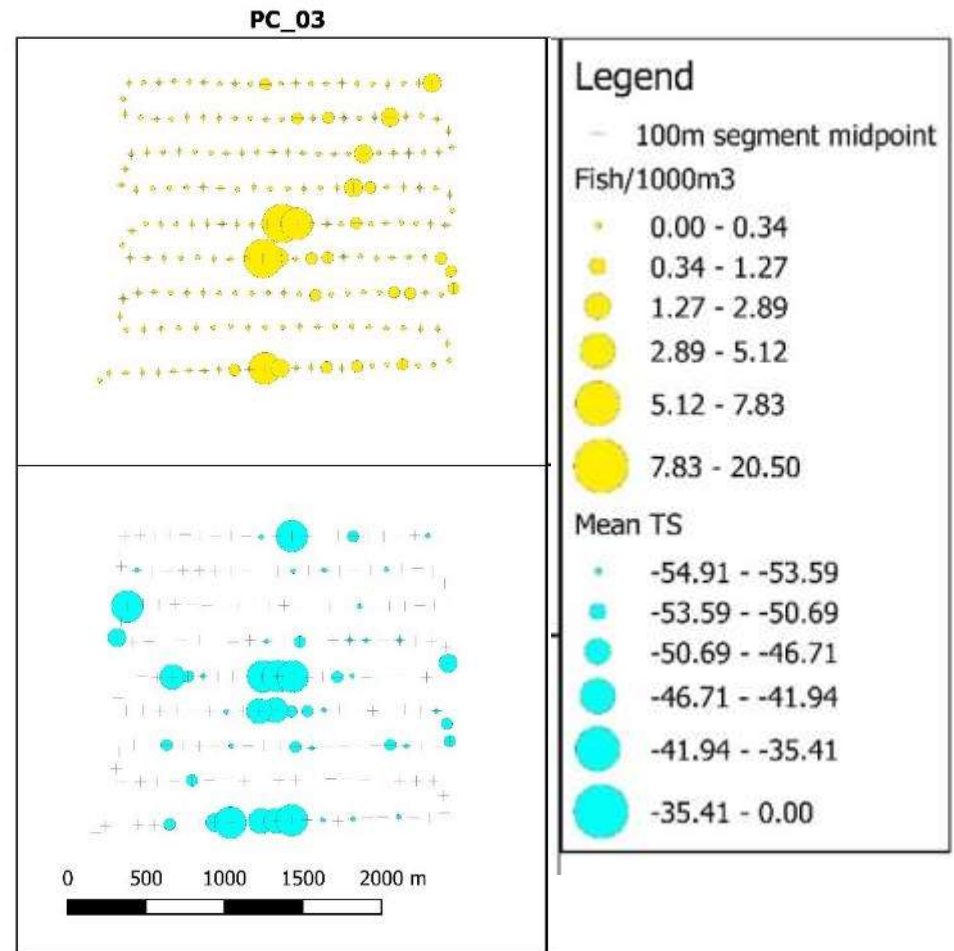 PC_03
Legend
100m segment midpoint
Fish/1000m3
0.00 - 0.34
0.34 - 1.27
1.27 - 2.89
2.89 - 5.12
5.12 - 7.83
7.83 - 20.50
Mean TS
-54.91 - -53.59
-53.59 - -50.69
-50.69 - -46.71
-46.71 - -41.94
-41.94 - -35.41
-35.41 - 0.00
0 500 1000 1500 2000 m